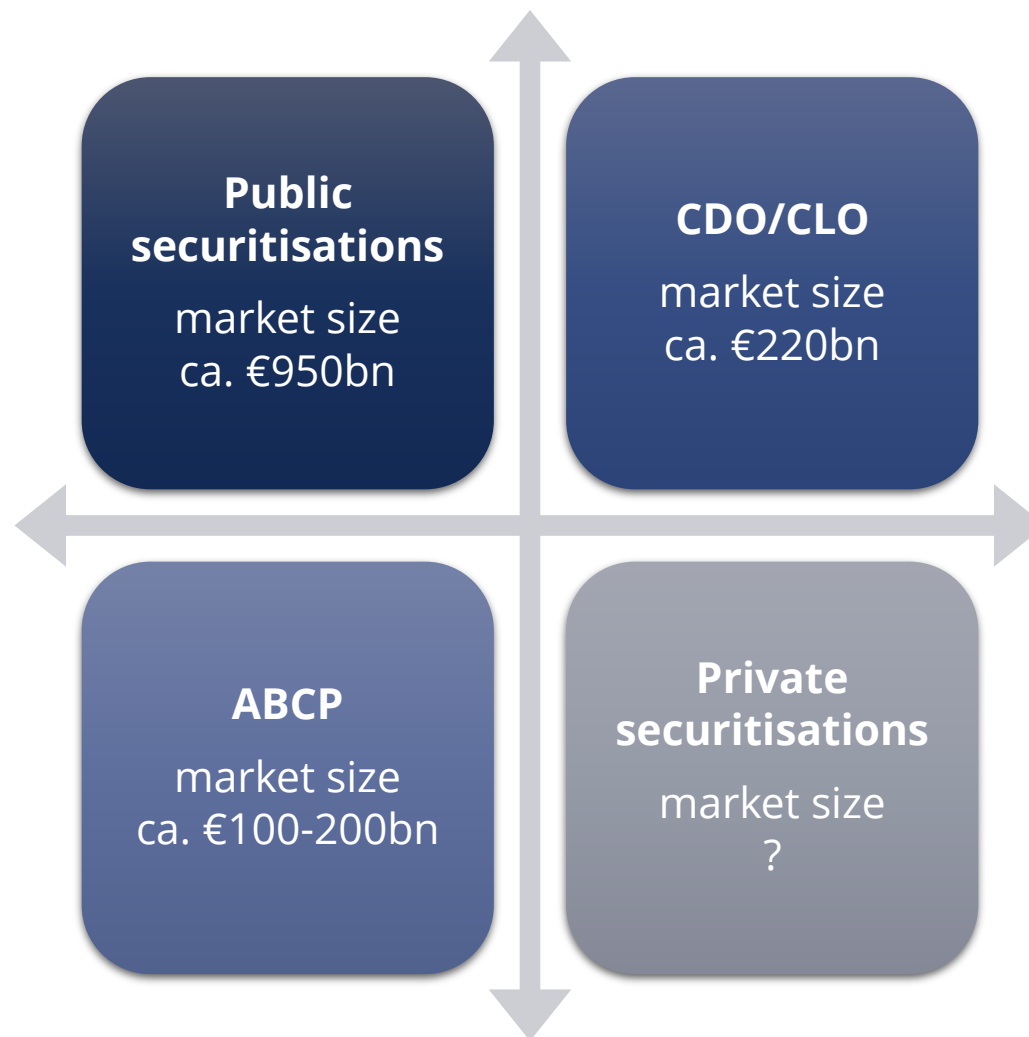 Public
securitisations
market size
ca. €950bn
CDO/CLO
market size
ca. €220bn
ABCP
market size
ca. €100-200bn
Private
securitisations
market size
?